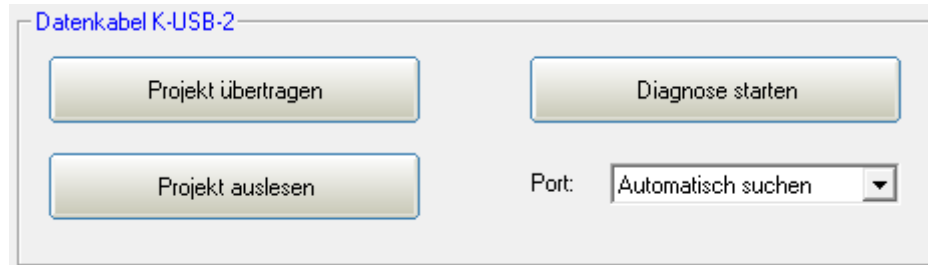 Datenkabel K-USB-2
Projekt übertragen
Diagnose starten
Projekt auslesen
Port:
Automatisch suchen